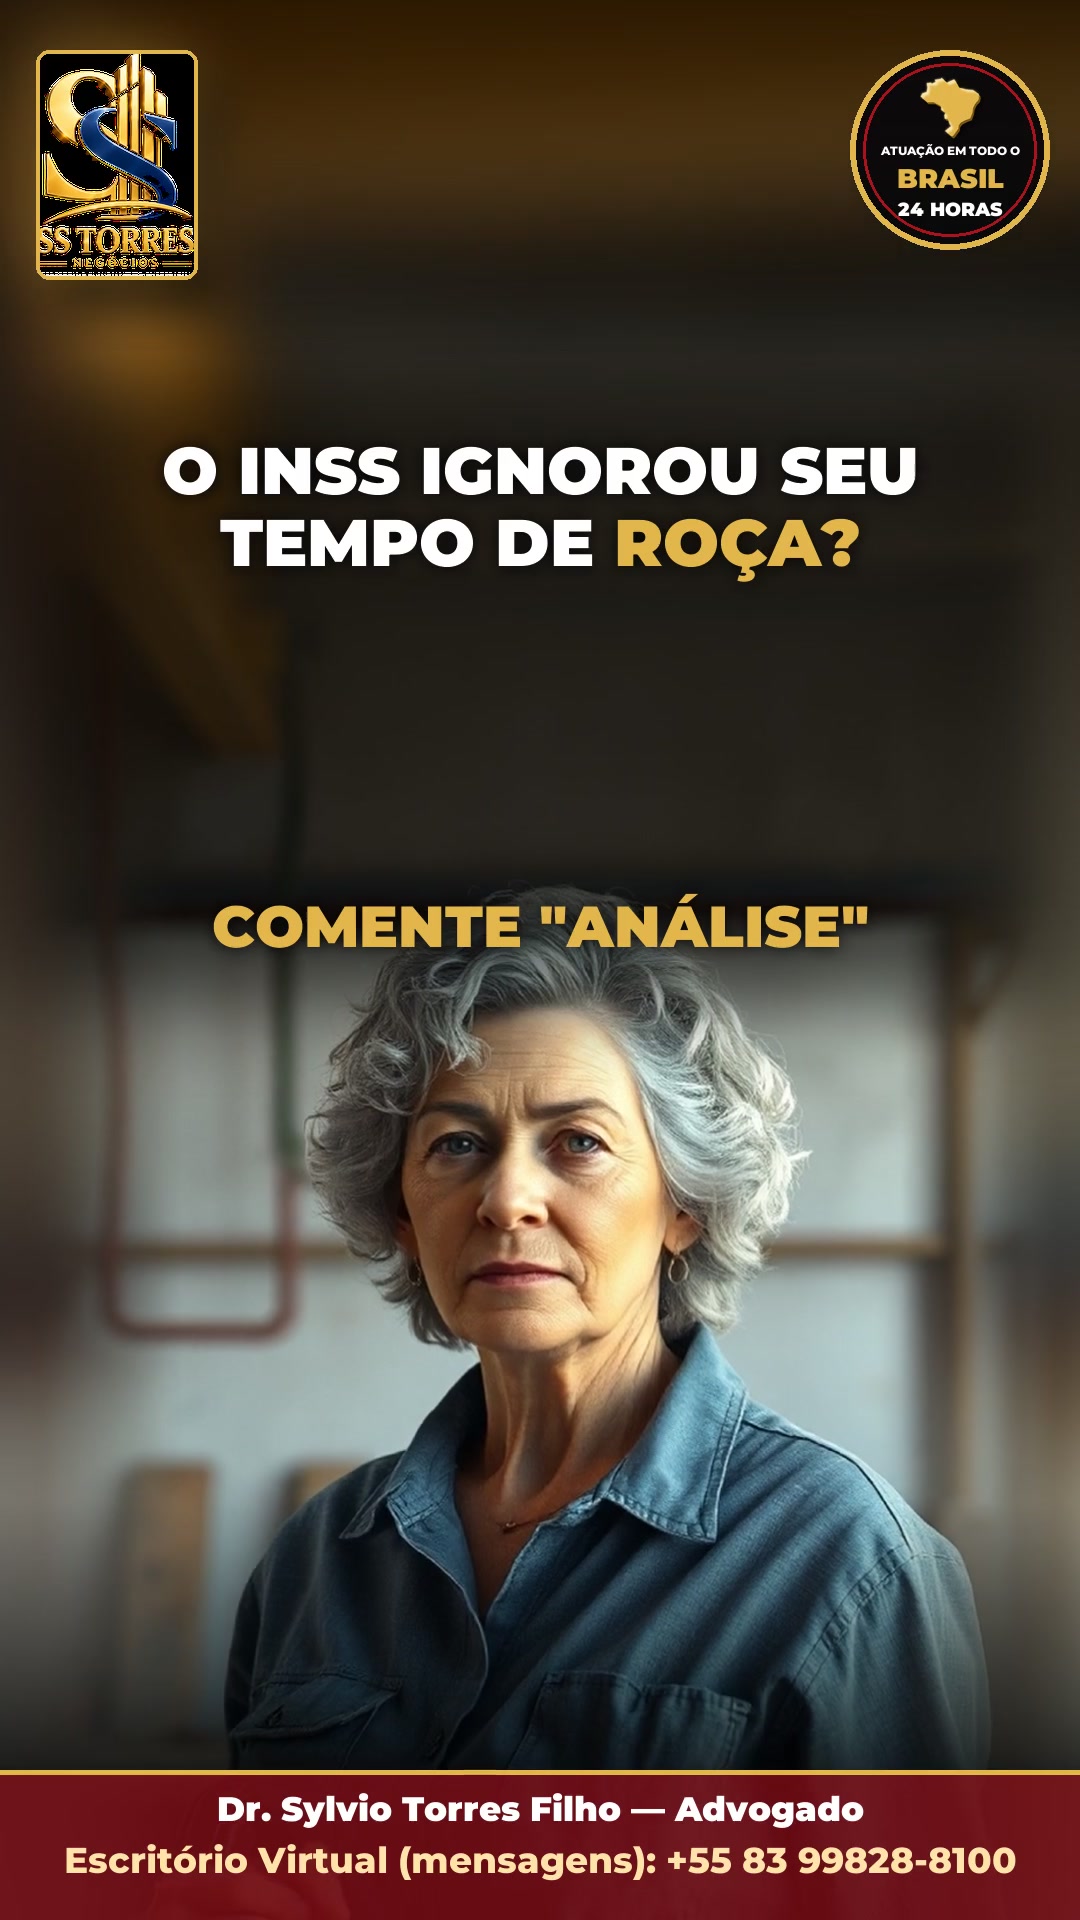 SS TORRES
NEGÓCIOS
ATUAÇÃO EM TODO O
BRASIL
24 HORAS
O INSS IGNOROU SEU
TEMPO DE ROÇA?
COMENTE "ANÁLISE"
Dr. Sylvio Torres Filho — Advogado
Escritório Virtual (mensagens): +55 83 99828-8100